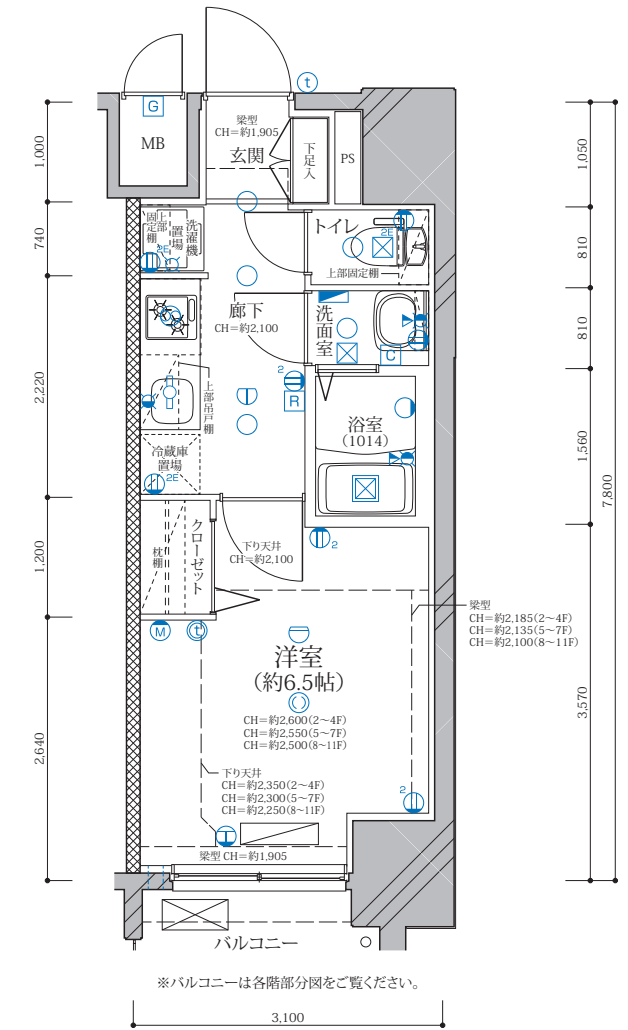 G
t
MB
梁型
CH=約1,905
玄関
下足入
PS
1,000
1,050
洗濯機
置場
上部
固定棚
2E
トイレ
2E
上部固定棚
740
810
廊下
CH=約2,100
洗面室
C
810
2
R
上部吊戸棚
2,220
浴室
(1014)
1,560
7,800
冷蔵庫
置場
2E
クローゼット
枕棚
下り天井
CH=約2,100
2
1,200
M
t
梁型
CH=約2,185(2〜4F)
CH=約2,135(5〜7F)
CH=約2,100(8〜11F)
洋室
(約6.5帖)
CH=約2,600(2〜4F)
CH=約2,550(5〜7F)
CH=約2,500(8〜11F)
3,570
2,640
下り天井
CH=約2,350(2〜4F)
CH=約2,300(5〜7F)
CH=約2,250(8〜11F)
2
梁型 CH=約1,905
バルコニー
※バルコニーは各階部分図をご覧ください。
3,100